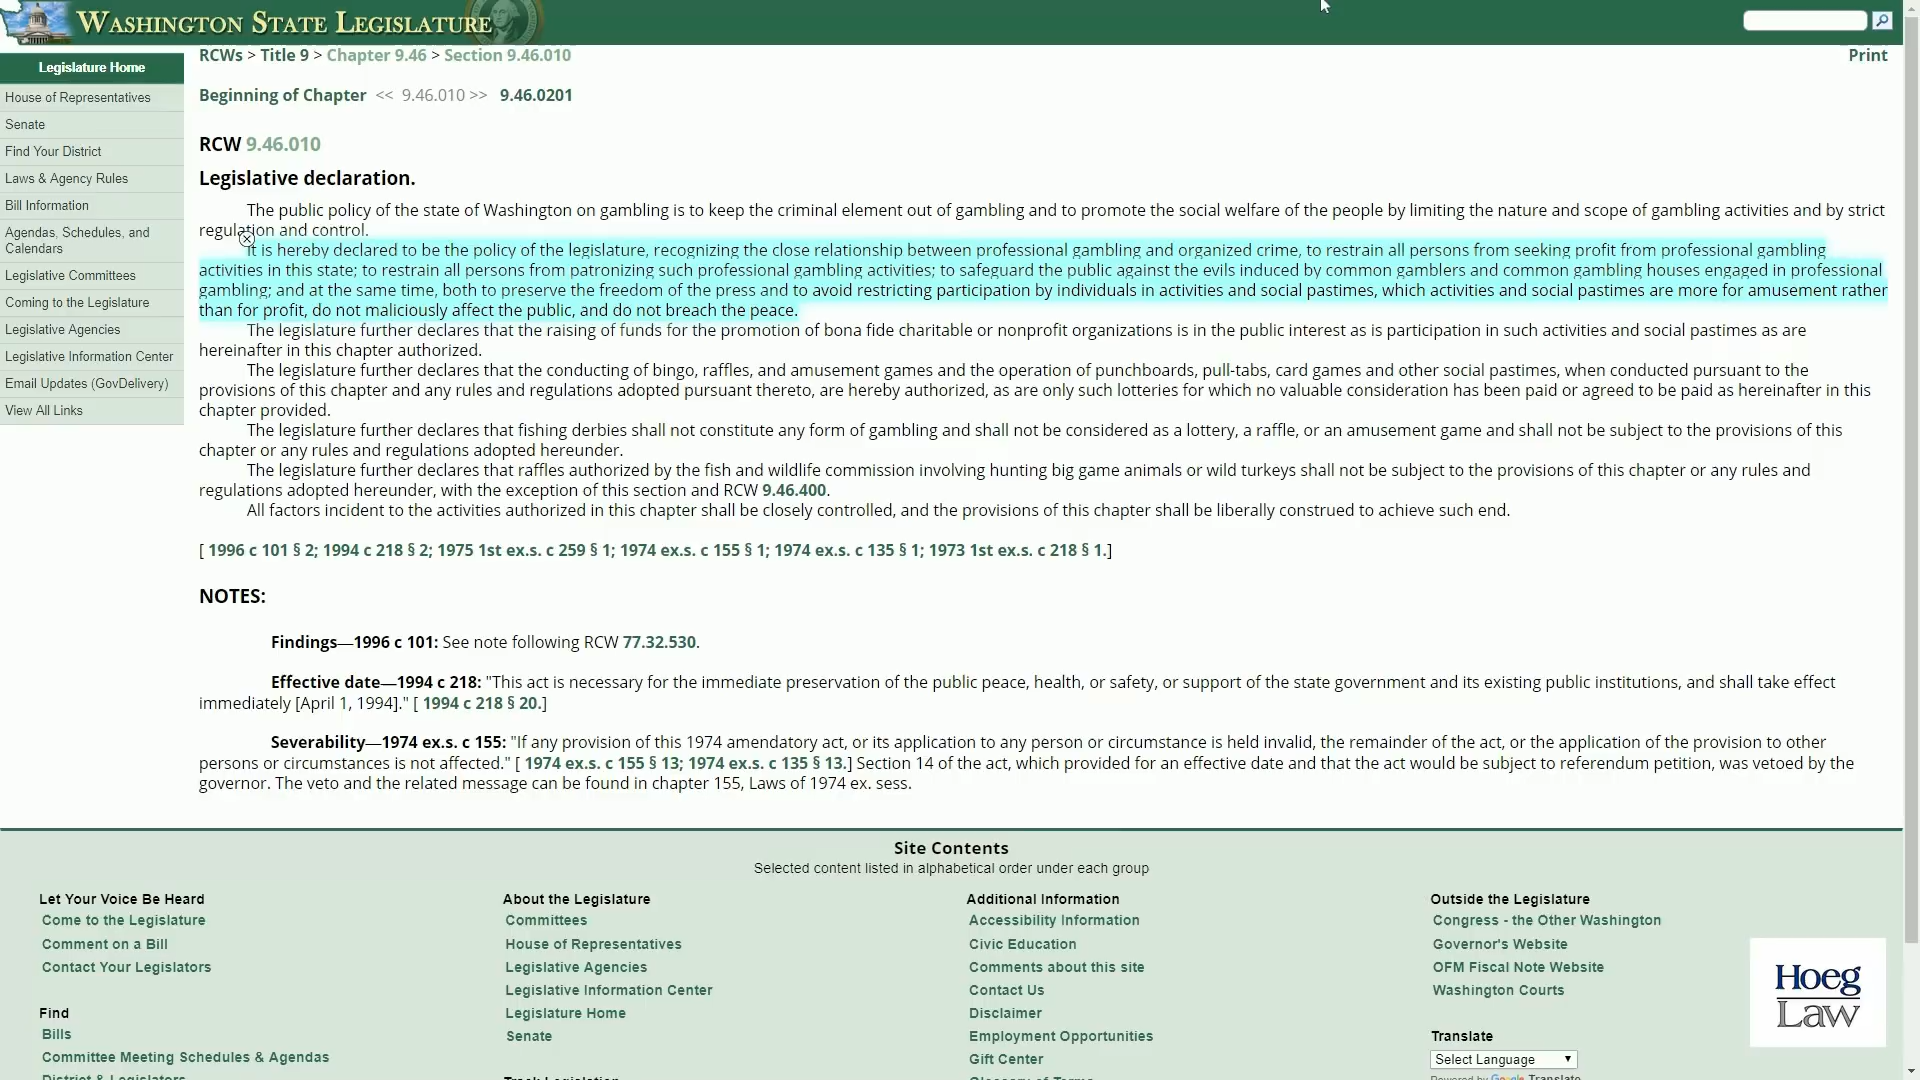 WASHINGTON STATE LEGISLATURE
RCWs > Title 9 > Chapter 9.46 > Section 9.46.010
Print
Legislature Home
House of Representatives
Senate
Find Your District
Laws & Agency Rules
Bill Information
Agendas, Schedules, and
Calendars
Legislative Committees
Coming to the Legislature
Legislative Agencies
Legislative Information Center
Email Updates (GovDelivery)
View All Links
Beginning of Chapter << 9.46.010 >> 9.46.0201
RCW 9.46.010
Legislative declaration.
The public policy of the state of Washington on gambling is to keep the criminal element out of gambling and to promote the social welfare of the people by limiting the nature and scope of gambling activities and by strict
regulation and control.
It is hereby declared to be the policy of the legislature, recognizing the close relationship between professional gambling and organized crime, to restrain all persons from seeking profit from professional gambling
activities in this state; to restrain all persons from patronizing such professional gambling activities; to safeguard the public against the evils induced by common gamblers and common gambling houses engaged in professional
gambling; and at the same time, both to preserve the freedom of the press and to avoid restricting participation by individuals in activities and social pastimes, which activities and social pastimes are more for amusement rather
than for profit, do not maliciously affect the public, and do not breach the peace.
The legislature further declares that the raising of funds for the promotion of bona fide charitable or nonprofit organizations is in the public interest as is participation in such activities and social pastimes as are
hereinafter in this chapter authorized.
The legislature further declares that the conducting of bingo, raffles, and amusement games and the operation of punchboards, pull-tabs, card games and other social pastimes, when conducted pursuant to the
provisions of this chapter and any rules and regulations adopted pursuant thereto, are hereby authorized, as are only such lotteries for which no valuable consideration has been paid or agreed to be paid as hereinafter in this
chapter provided.
The legislature further declares that fishing derbies shall not constitute any form of gambling and shall not be considered as a lottery, a raffle, or an amusement game and shall not be subject to the provisions of this
chapter or any rules and regulations adopted hereunder.
The legislature further declares that raffles authorized by the fish and wildlife commission involving hunting big game animals or wild turkeys shall not be subject to the provisions of this chapter or any rules and
regulations adopted hereunder, with the exception of this section and RCW 9.46.400.
All factors incident to the activities authorized in this chapter shall be closely controlled, and the provisions of this chapter shall be liberally construed to achieve such end.
[ 1996 c 101 § 2; 1994 c 218 § 2; 1975 1st ex.s. c 259 § 1; 1974 ex.s. c 155 § 1; 1974 ex.s. c 135 § 1; 1973 1st ex.s. c 218 § 1.]
NOTES:
Findings—1996 c 101: See note following RCW 77.32.530.
Effective date—1994 c 218: "This act is necessary for the immediate preservation of the public peace, health, or safety, or support of the state government and its existing public institutions, and shall take effect
immediately [April 1, 1994]." [ 1994 c 218 § 20.]
Severability—1974 ex.s. c 155: "If any provision of this 1974 amendatory act, or its application to any person or circumstance is held invalid, the remainder of the act, or the application of the provision to other
persons or circumstances is not affected." [ 1974 ex.s. c 155 § 13; 1974 ex.s. c 135 § 13.] Section 14 of the act, which provided for an effective date and that the act would be subject to referendum petition, was vetoed by the
governor. The veto and the related message can be found in chapter 155, Laws of 1974 ex. sess.
Site Contents
Selected content listed in alphabetical order under each group
Let Your Voice Be Heard
Come to the Legislature
Comment on a Bill
Contact Your Legislators
Find
Bills
Committee Meeting Schedules & Agendas
District & Legislators
About the Legislature
Committees
House of Representatives
Legislative Agencies
Legislative Information Center
Legislature Home
Senate
Track Legislation
Additional Information
Accessibility Information
Civic Education
Comments about this site
Contact Us
Disclaimer
Employment Opportunities
Gift Center
Glossary of Terms
Outside the Legislature
Congress - the Other Washington
Governor's Website
OFM Fiscal Note Website
Washington Courts
Translate
Select Language
Powered by Google Translate
Hoeg
Law